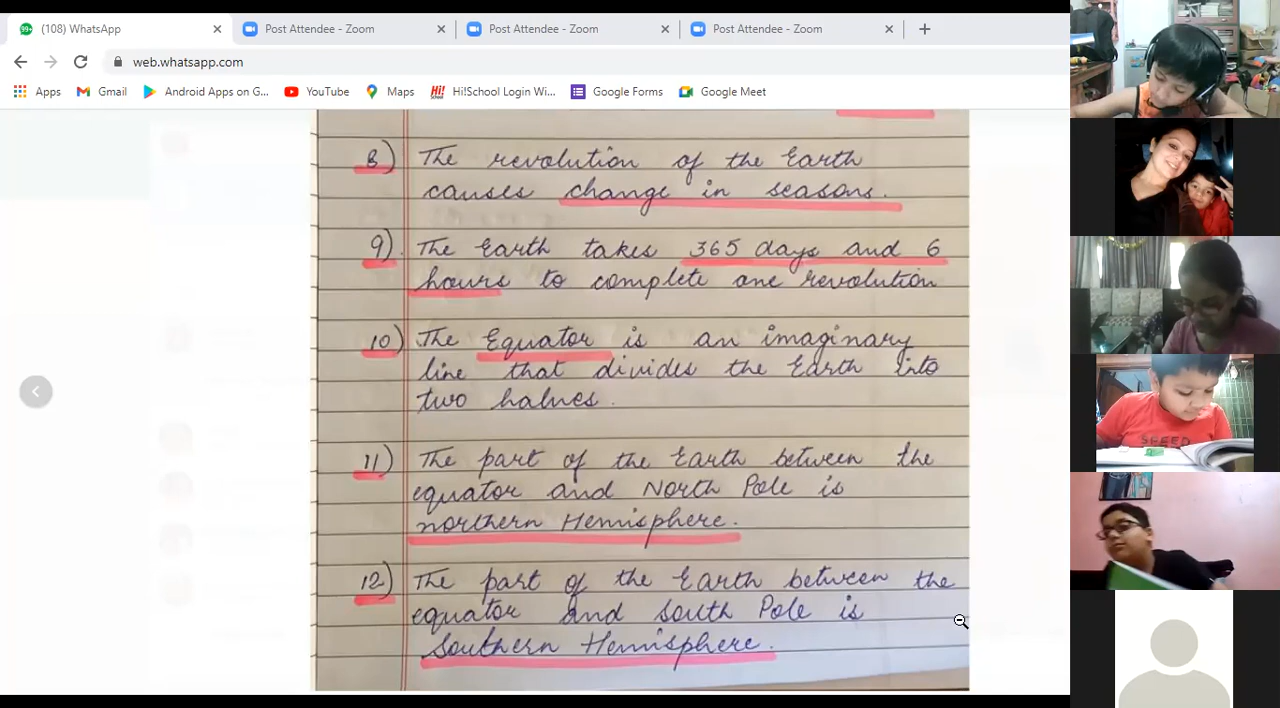 (108) WhatsApp
Post Attendee - Zoom
Post Attendee - Zoom
Post Attendee - Zoom
web.whatsapp.com
Apps
Gmail
Android Apps on G...
YouTube
Maps
Hi!School Login Wi...
Google Forms
Google Meet
8) The revolution of the Earth
causes change in seasons.
9). The Earth takes 365 days and 6
hours to complete one revolution
10) The Equator is an imaginary
line that divides the Earth into
two halves.
11) The part of the Earth between the
equator and North Pole is
northern Hemisphere.
12) The part of the Earth between the
equator and south Pole is
southern Hemisphere.
SPEED